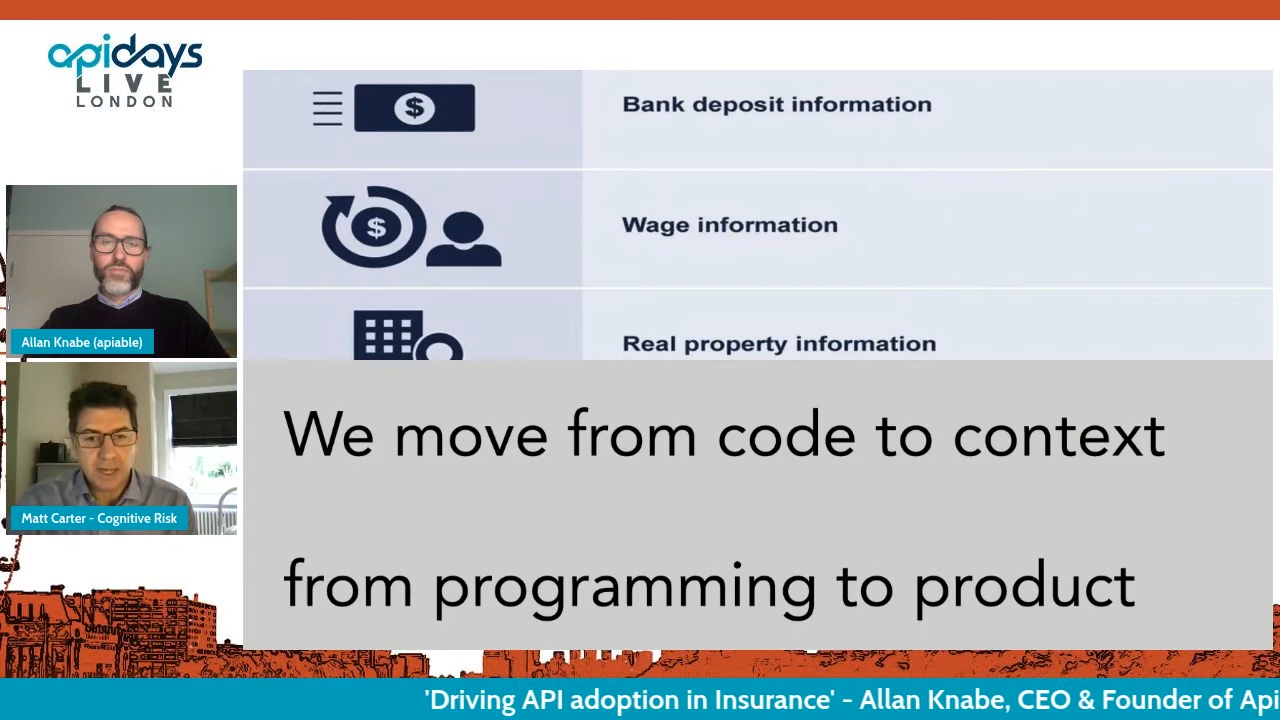 apidays
LIVE
LONDON
Bank deposit information
Wage information
Real property information
Allan Knabe (apiable)
Matt Carter - Cognitive Risk
We move from code to context
from programming to product
'Driving API adoption in Insurance' - Allan Knabe, CEO & Founder of Api